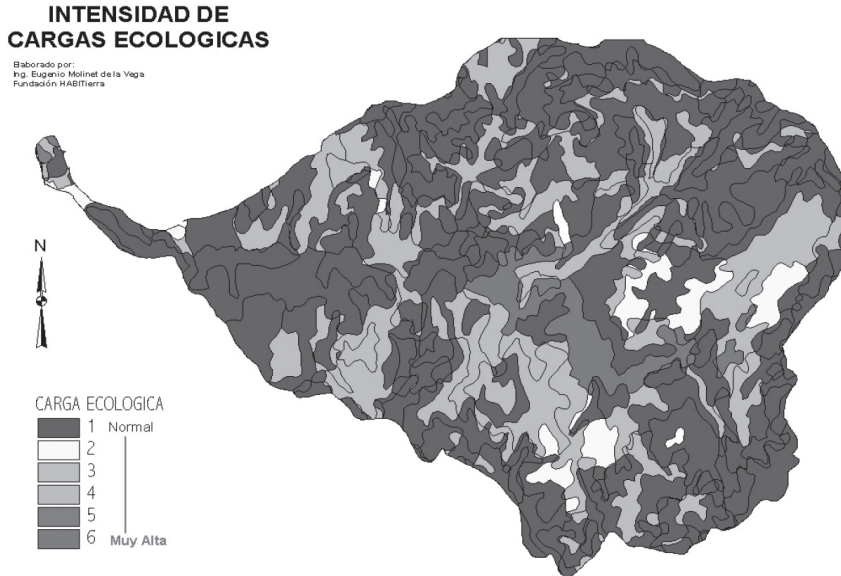 INTENSIDAD DE
CARGAS ECOLOGICAS
Elaborado por:
Ing. Eugenio Molinet de la Vega
Fundación HABITierra
N
CARGA ECOLOGICA
1 Normal
2
3
4
5
6 Muy Alta